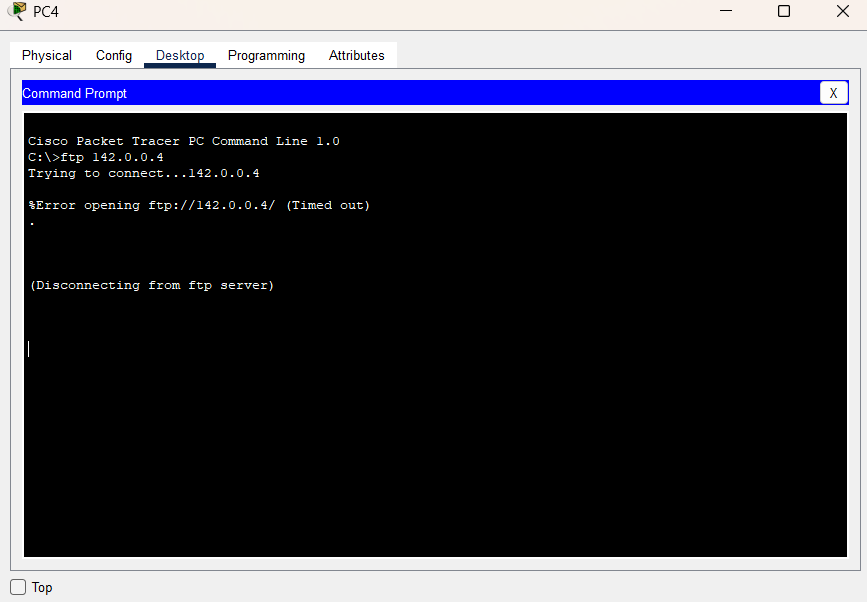 PC4
Physical Config Desktop Programming Attributes
Command Prompt
X
Cisco Packet Tracer PC Command Line 1.0
C:\>ftp 142.0.0.4
Trying to connect...142.0.0.4
%Error opening ftp://142.0.0.4/ (Timed out)
.
(Disconnecting from ftp server)
Top